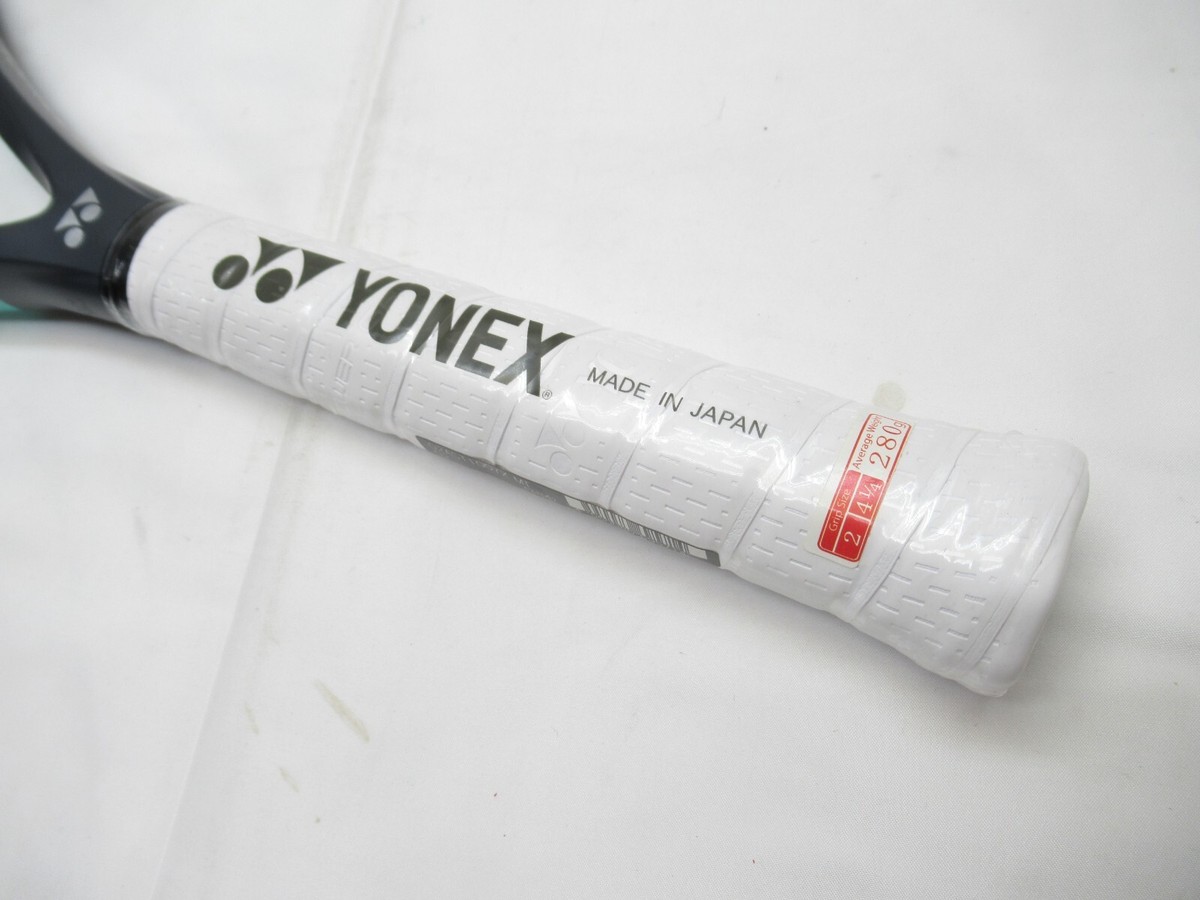 YONEX®
MADE IN JAPAN
Grip Size
2 4 1/4
Average Weight
280g